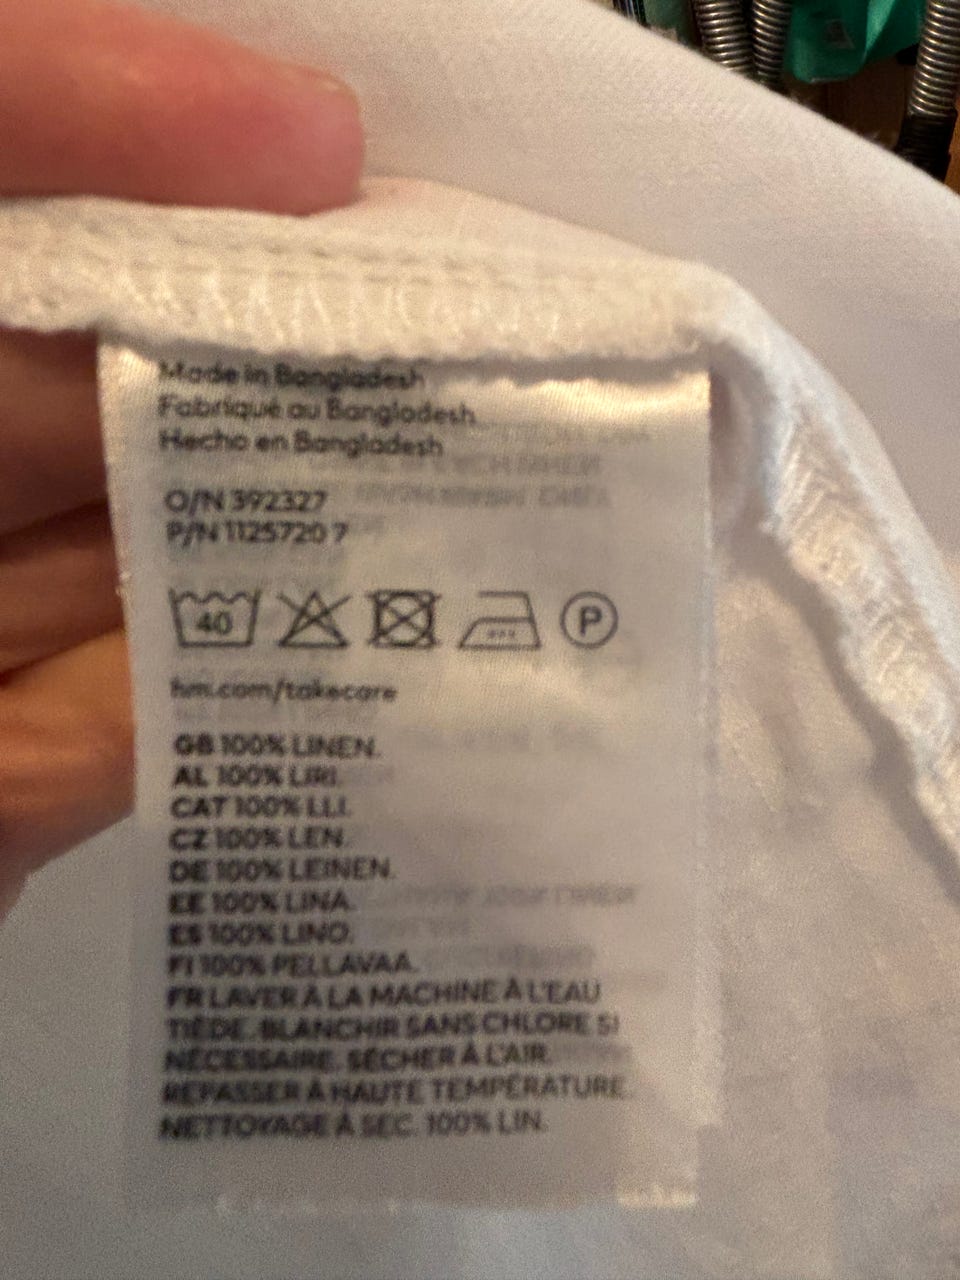 Made in Bangladesh
Fabriqué au Bangladesh
Hecho en Bangladesh
O/N 392327
P/N 1125720 7
40 P
hm.com/takecare
GB 100% LINEN.
AL 100% LIRI.
CAT 100% LLI.
CZ 100% LEN.
DE 100% LEINEN.
EE 100% LINA.
ES 100% LINO.
FI 100% PELLAVAA.
FR LAVER À LA MACHINE À L'EAU
TIÈDE. BLANCHIR SANS CHLORE SI
NÉCESSAIRE. SÉCHER À L'AIR.
REPASSER À HAUTE TEMPÉRATURE.
NETTOYAGE À SEC. 100% LIN.